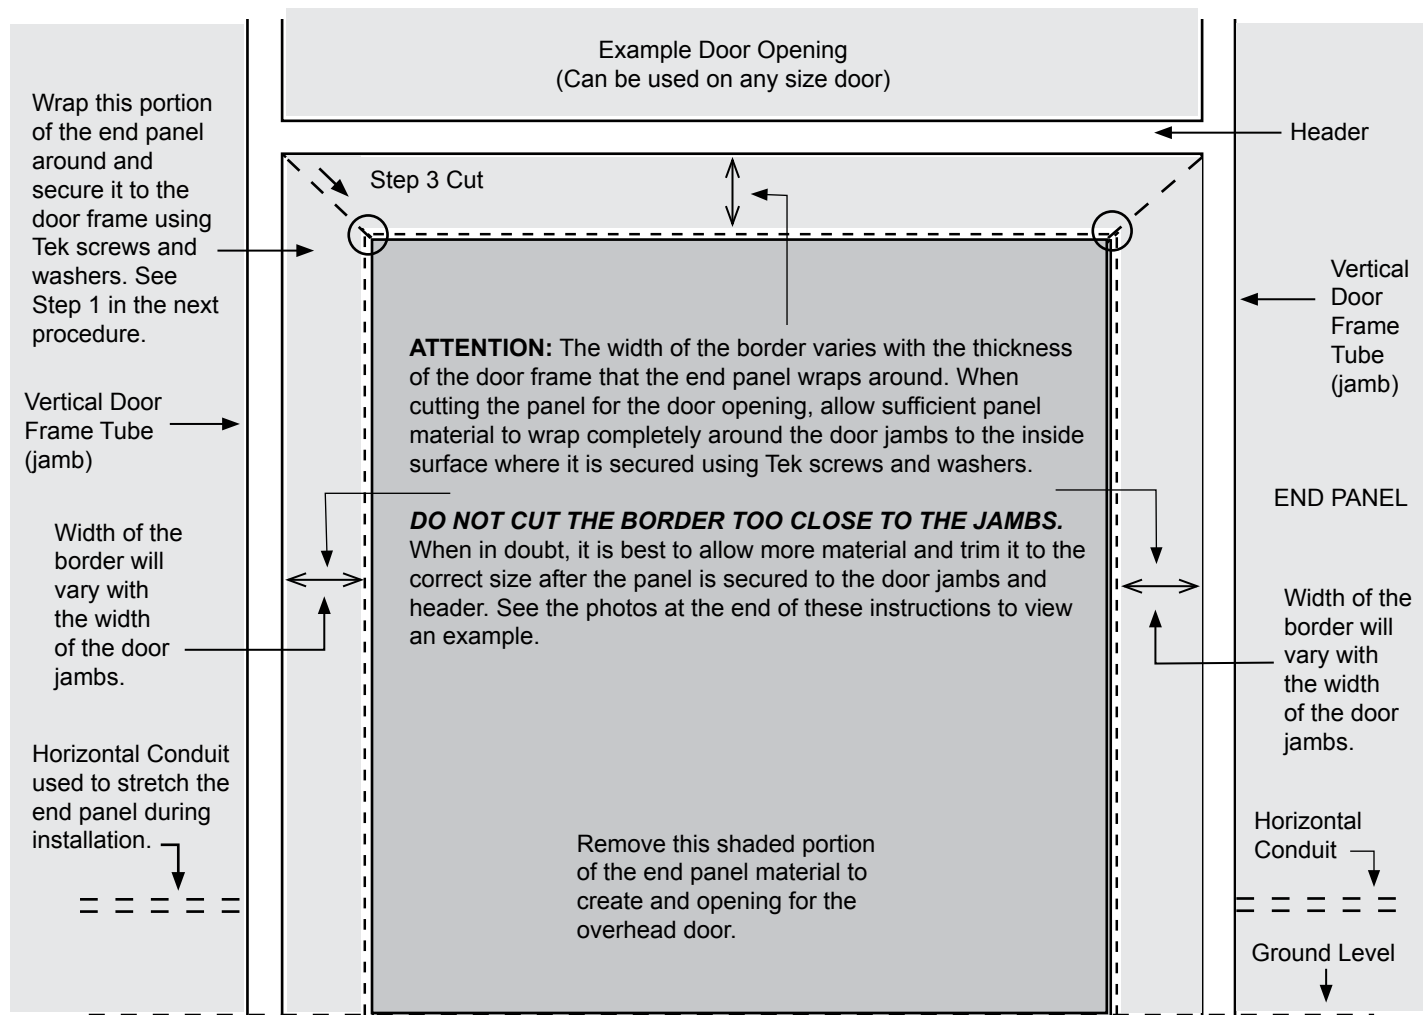 Example Door Opening
(Can be used on any size door)
Wrap this portion
of the end panel
around and
secure it to the
door frame using
Tek screws and
washers. See
Step 1 in the next
procedure.
Header
Step 3 Cut
Vertical
Door
Frame
Tube
(jamb)
ATTENTION: The width of the border varies with the thickness
of the door frame that the end panel wraps around. When
cutting the panel for the door opening, allow sufficient panel
material to wrap completely around the door jambs to the inside
surface where it is secured using Tek screws and washers.
Vertical Door
Frame Tube
(jamb)
END PANEL
DO NOT CUT THE BORDER TOO CLOSE TO THE JAMBS.
When in doubt, it is best to allow more material and trim it to the
correct size after the panel is secured to the door jambs and
header. See the photos at the end of these instructions to view
an example.
Width of the
border will
vary with
the width
of the door
jambs.
Width of the
border will
vary with
the width
of the door
jambs.
Horizontal Conduit
used to stretch the
end panel during
installation.
Remove this shaded portion
of the end panel material to
create and opening for the
overhead door.
Horizontal
Conduit
Ground Level